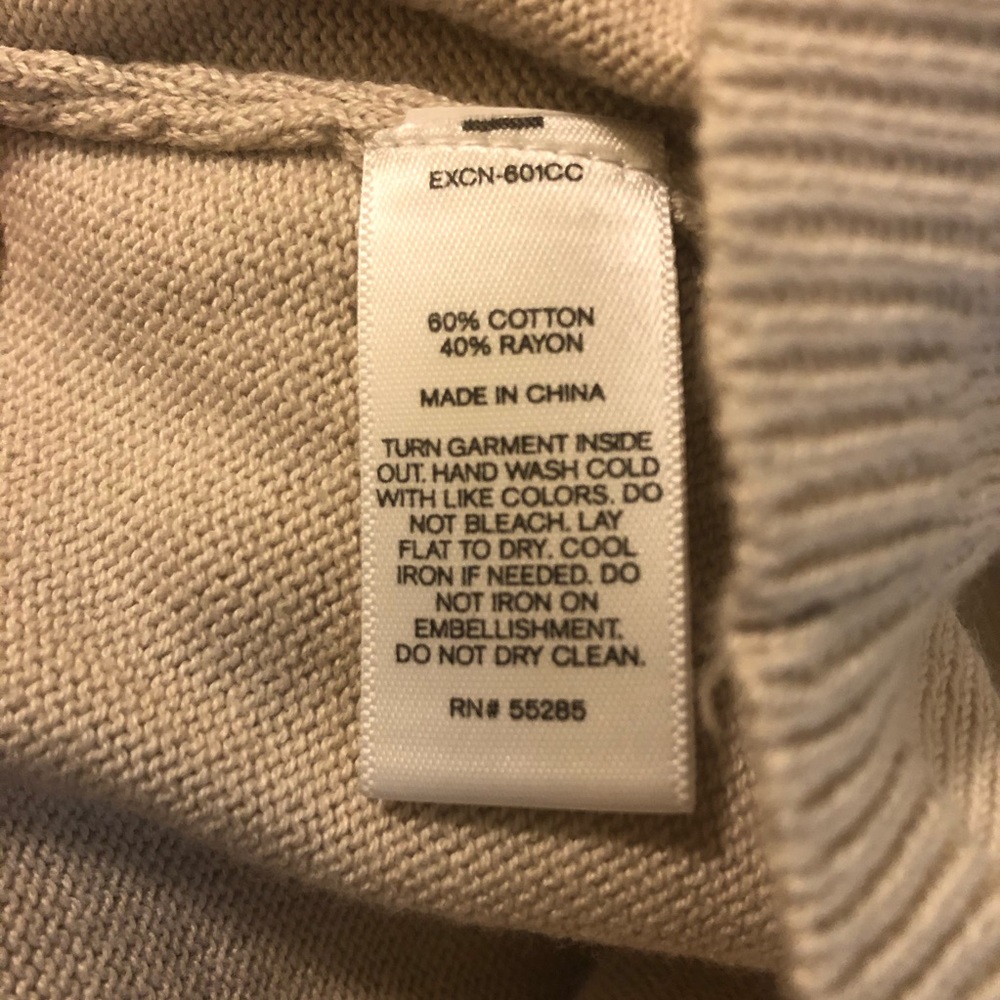 EXCN-601CC
60% COTTON
40% RAYON
MADE IN CHINA
TURN GARMENT INSIDE
OUT. HAND WASH COLD
WITH LIKE COLORS. DO
NOT BLEACH. LAY
FLAT TO DRY. COOL
IRON IF NEEDED. DO
NOT IRON ON
EMBELLISHMENT.
DO NOT DRY CLEAN.
RN# 55285